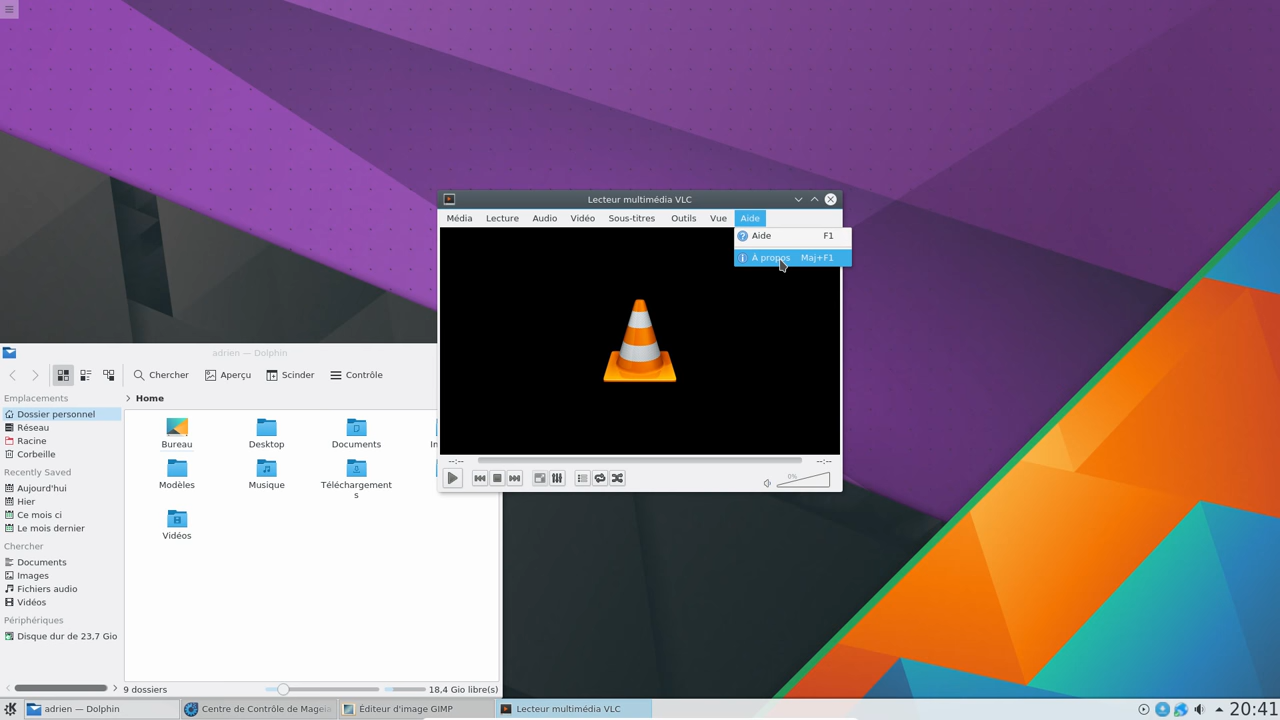 Lecteur multimédia VLC
Média Lecture Audio Vidéo Sous-titres Outils Vue Aide
Aide F1
À propos Maj+F1
--:-- --:--
0%
adrien — Dolphin
Chercher Aperçu Scinder Contrôle
Emplacements
Dossier personnel
Réseau
Racine
Corbeille
Recently Saved
Aujourd'hui
Hier
Ce mois ci
Le mois dernier
Chercher
Documents
Images
Fichiers audio
Vidéos
Périphériques
Disque dur de 23,7 Gio
Home
Bureau Desktop Documents
Modèles Musique Téléchargement
s
Vidéos
9 dossiers 18,4 Gio libre(s)
adrien — Dolphin Centre de Contrôle de Mageia Éditeur d'image GIMP Lecteur multimédia VLC 20:41